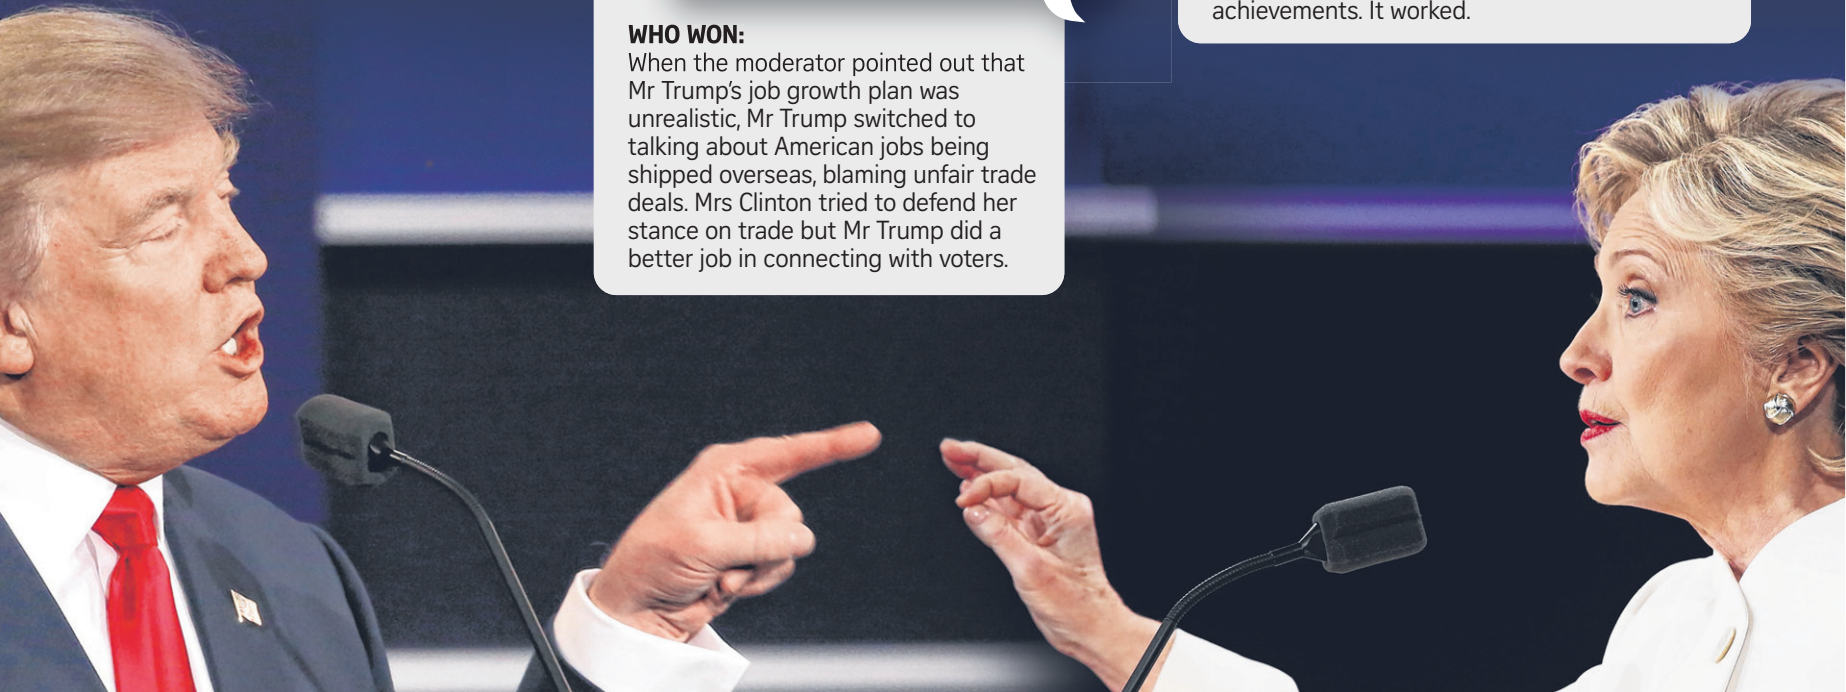 achievements. It worked.
WHO WON:
When the moderator pointed out that
Mr Trump’s job growth plan was
unrealistic, Mr Trump switched to
talking about American jobs being
shipped overseas, blaming unfair trade
deals. Mrs Clinton tried to defend her
stance on trade but Mr Trump did a
better job in connecting with voters.